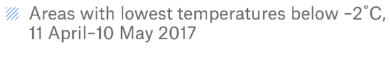 Areas with lowest temperatures below -2˚C,
11 April-10 May 2017